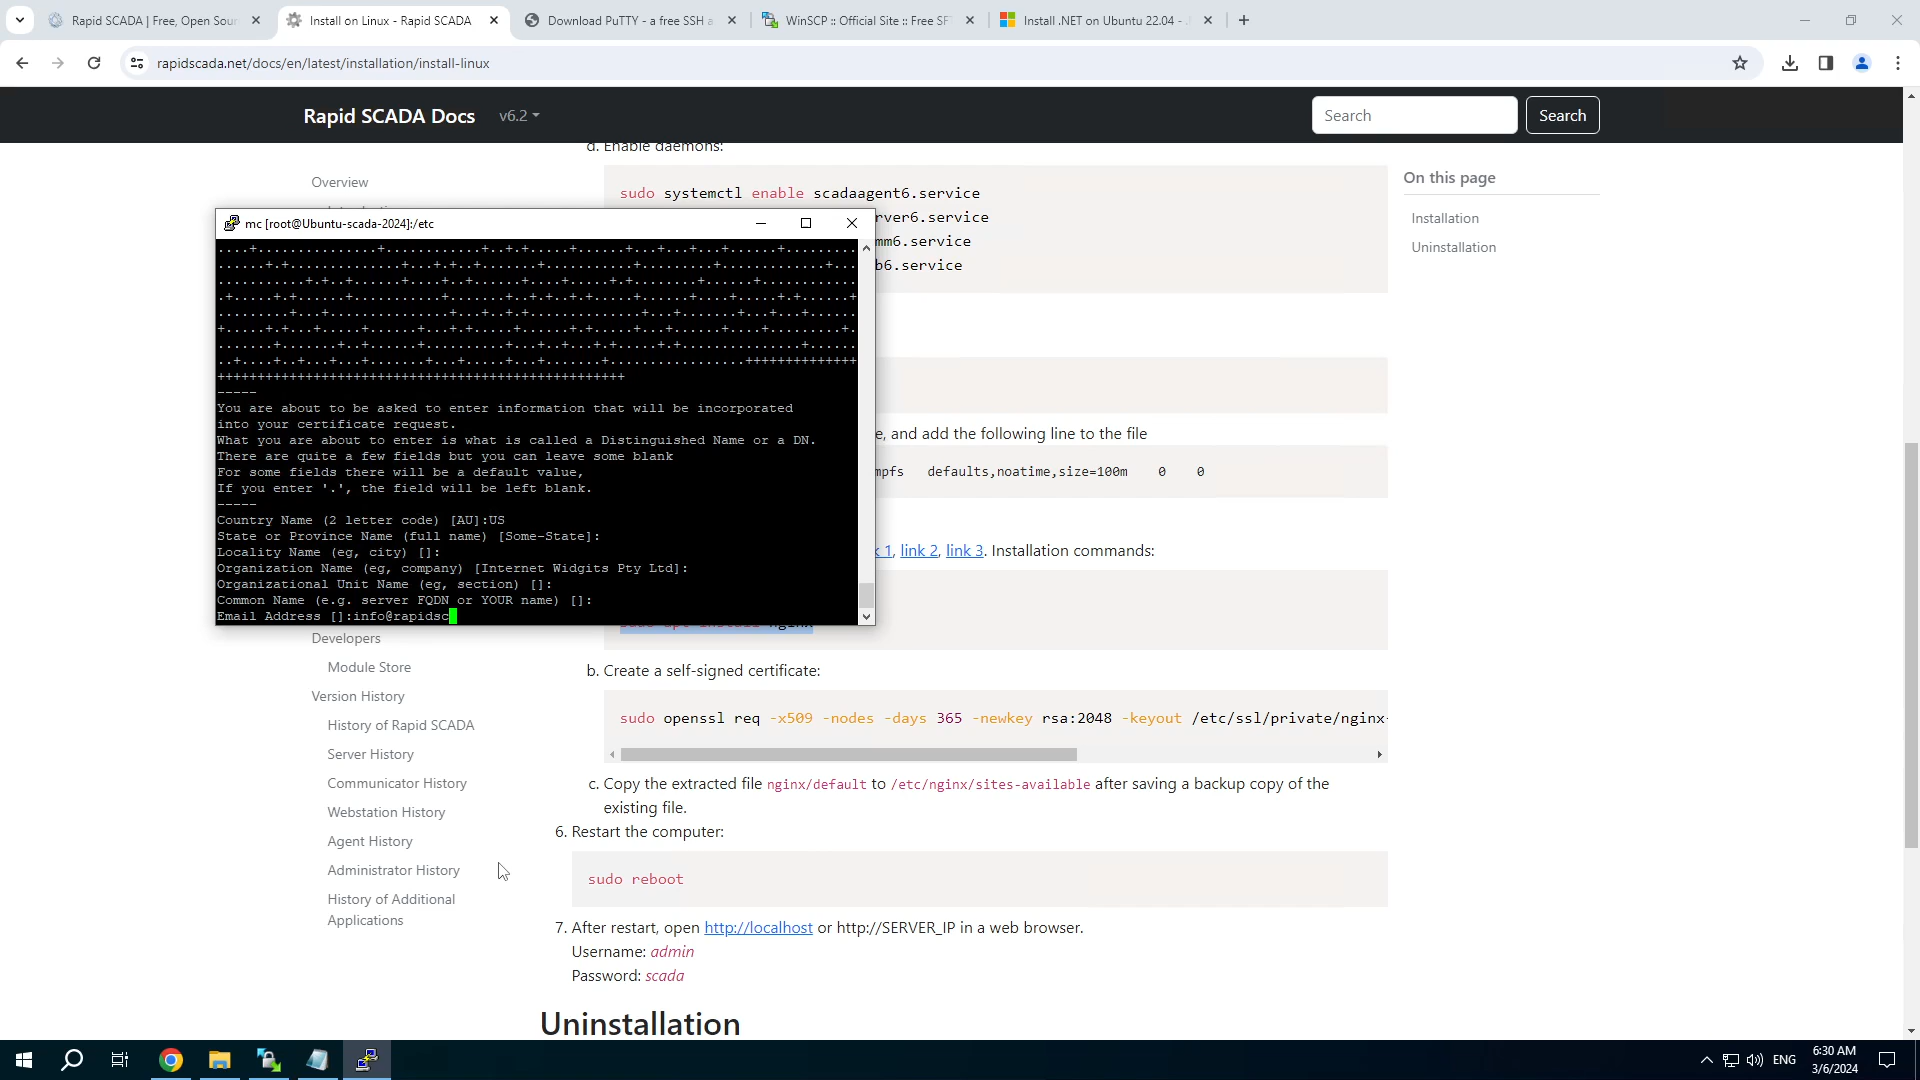 Rapid SCADA | Free, Open Sour
Install on Linux - Rapid SCADA
Download PuTTY - a free SSH a
WinSCP :: Official Site :: Free SF
Install .NET on Ubuntu 22.04 -
rapidscada.net/docs/en/latest/installation/install-linux
Rapid SCADA Docs v6.2
Search
Search
d. Enable daemons:
Overview
On this page
sudo systemctl enable scadaagent6.service
rver6.service
mm6.service
b6.service
Installation
Uninstallation
mc [root@Ubuntu-scada-2024]:/etc
....+...............+............+..+.+.....+......+...+...+...+......+.........
......+.+...............+...+.+..+.......+...........+.........+.............+...
............+.+..+......+....+.+...+......+....+.....+.+........+......+............
.+.....+.+......+...........+.......+..+.+..+.+.....+......+....+.....+.+......+
.........+...+...............+...+..+.+..............+...+.......+...+...+......
+.....+.+...+.....+......+...+.+.....+......+.+.....+...+......+....+.........+.
.......+.......+..+.....+.........+...+..+.+.+.....+.+...............+......
..+....+..+...+...+.......+...+.....+...+.......+.................++++++++++++++
+++++++++++++++++++++++++++++++++++++++++++++++++++
-----
You are about to be asked to enter information that will be incorporated
into your certificate request.
What you are about to enter is what is called a Distinguished Name or a DN.
There are quite a few fields but you can leave some blank
For some fields there will be a default value,
If you enter '.', the field will be left blank.
-----
Country Name (2 letter code) [AU]:US
State or Province Name (full name) [Some-State]:
Locality Name (eg, city) []:
Organization Name (eg, company) [Internet Widgits Pty Ltd]:
Organizational Unit Name (eg, section) []:
Common Name (e.g. server FQDN or YOUR name) []:
Email Address []:info@rapidsc
e, and add the following line to the file
mpfs defaults,noatime,size=100m 0 0
k 1, link 2, link 3. Installation commands:
Developers
Module Store
Version History
History of Rapid SCADA
Server History
Communicator History
Webstation History
Agent History
Administrator History
History of Additional
Applications
b. Create a self-signed certificate:
sudo openssl req -x509 -nodes -days 365 -newkey rsa:2048 -keyout /etc/ssl/private/nginx-
c. Copy the extracted file nginx/default to /etc/nginx/sites-available after saving a backup copy of the
existing file.
6. Restart the computer:
sudo reboot
7. After restart, open http://localhost or http://SERVER_IP in a web browser.
Username: admin
Password: scada
Uninstallation
ENG
6:30 AM
3/6/2024